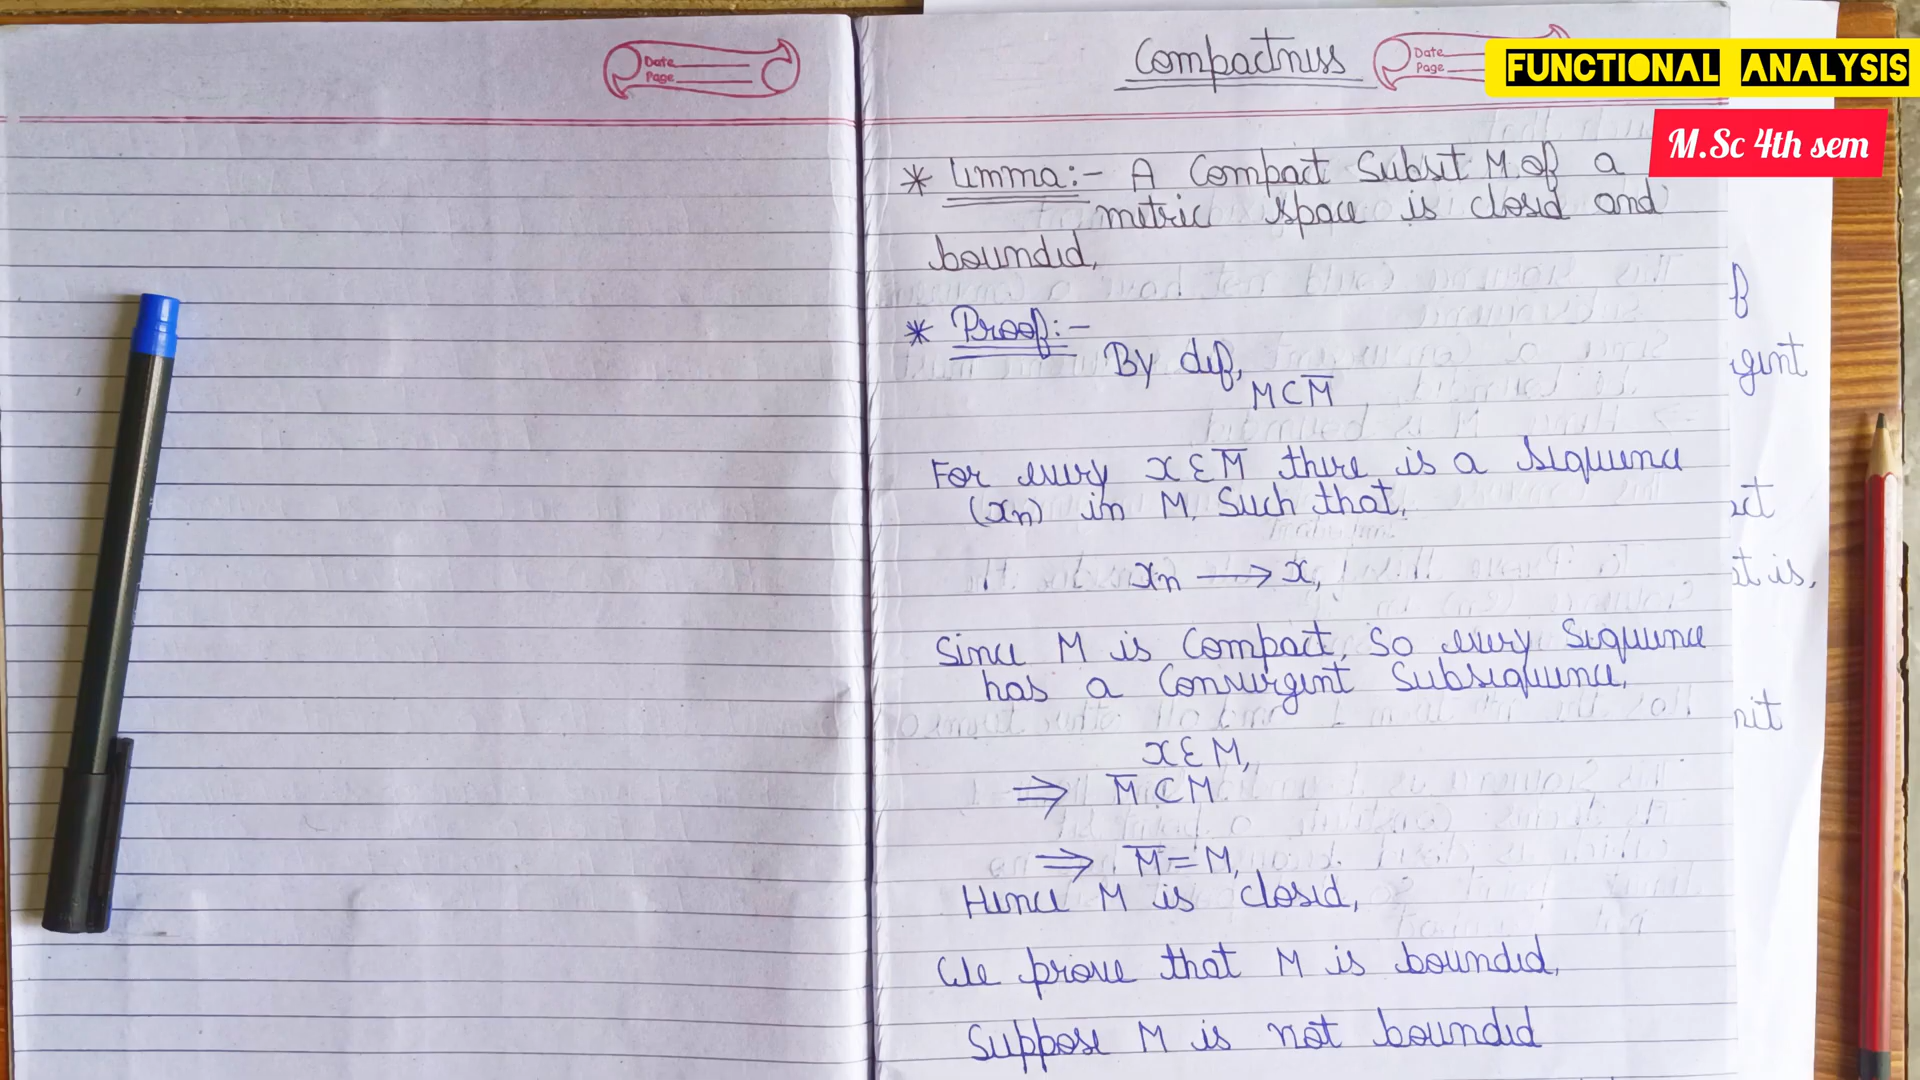 Date
Page
Compactness
Date
Page
FUNCTIONAL ANALYSIS
M.Sc 4th sem
* Lemma:- A Compact Subset M of a
metric space is closed and
bounded,
* Proof:-
By def,
M⊂M̅
For every x∈M̅ there is a sequence
(xn) in M, Such that,
xn ⟶ x,
Since M is Compact, So every Sequence
has a Convergent Subsequence.
x∈M,
⇒ M̅⊂M
⇒ M̅=M,
Hence M is closed,
We prove that M is bounded,
Suppose M is not bounded